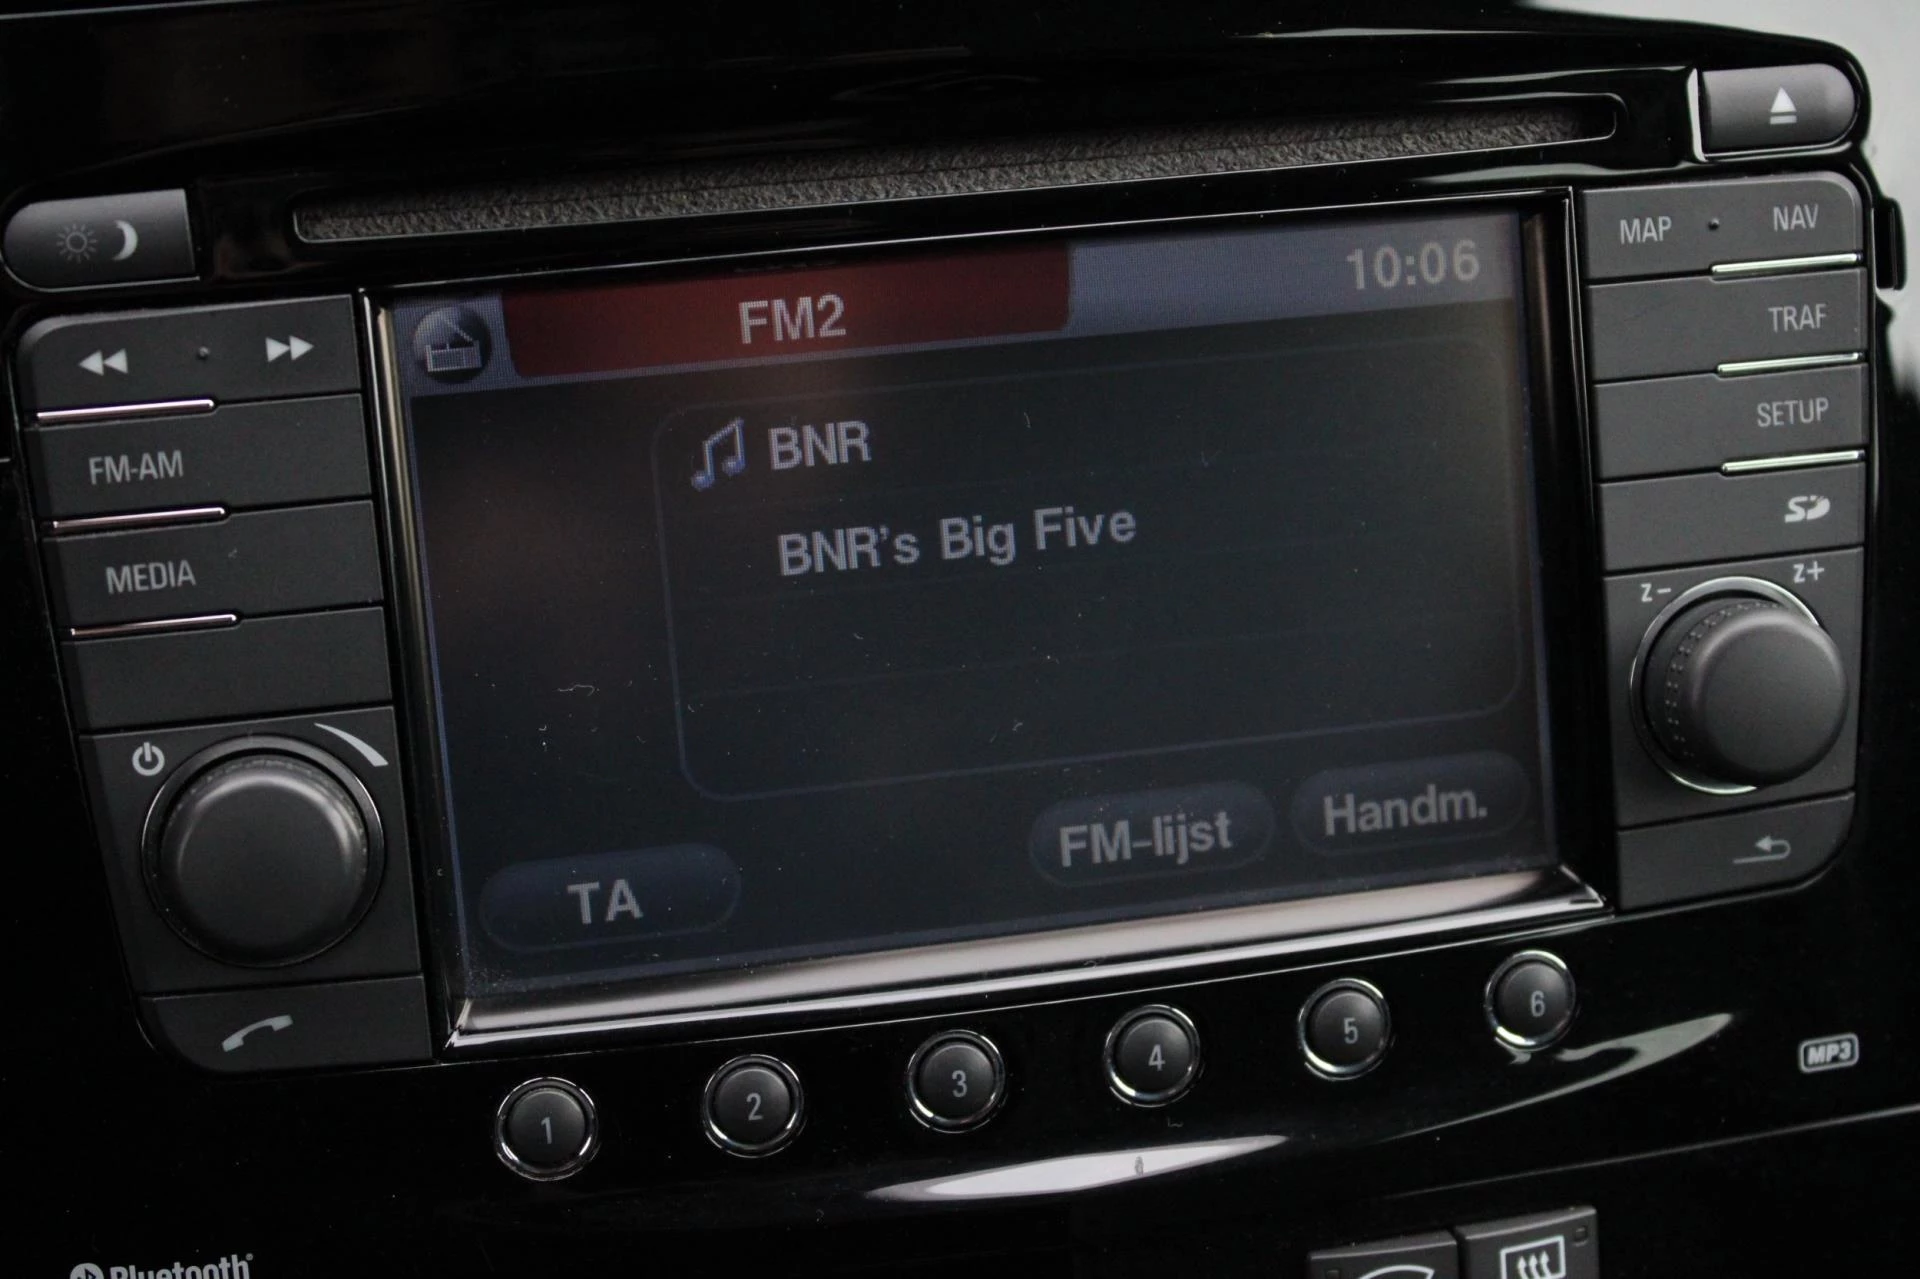 MAP NAV
FM2
10:06
TRAF
SETUP
FM-AM
BNR
BNR's Big Five
MEDIA
SD
z- z+
TA
FM-lijst
Handm.
1 2 3 4 5 6
MP3
Bluetooth